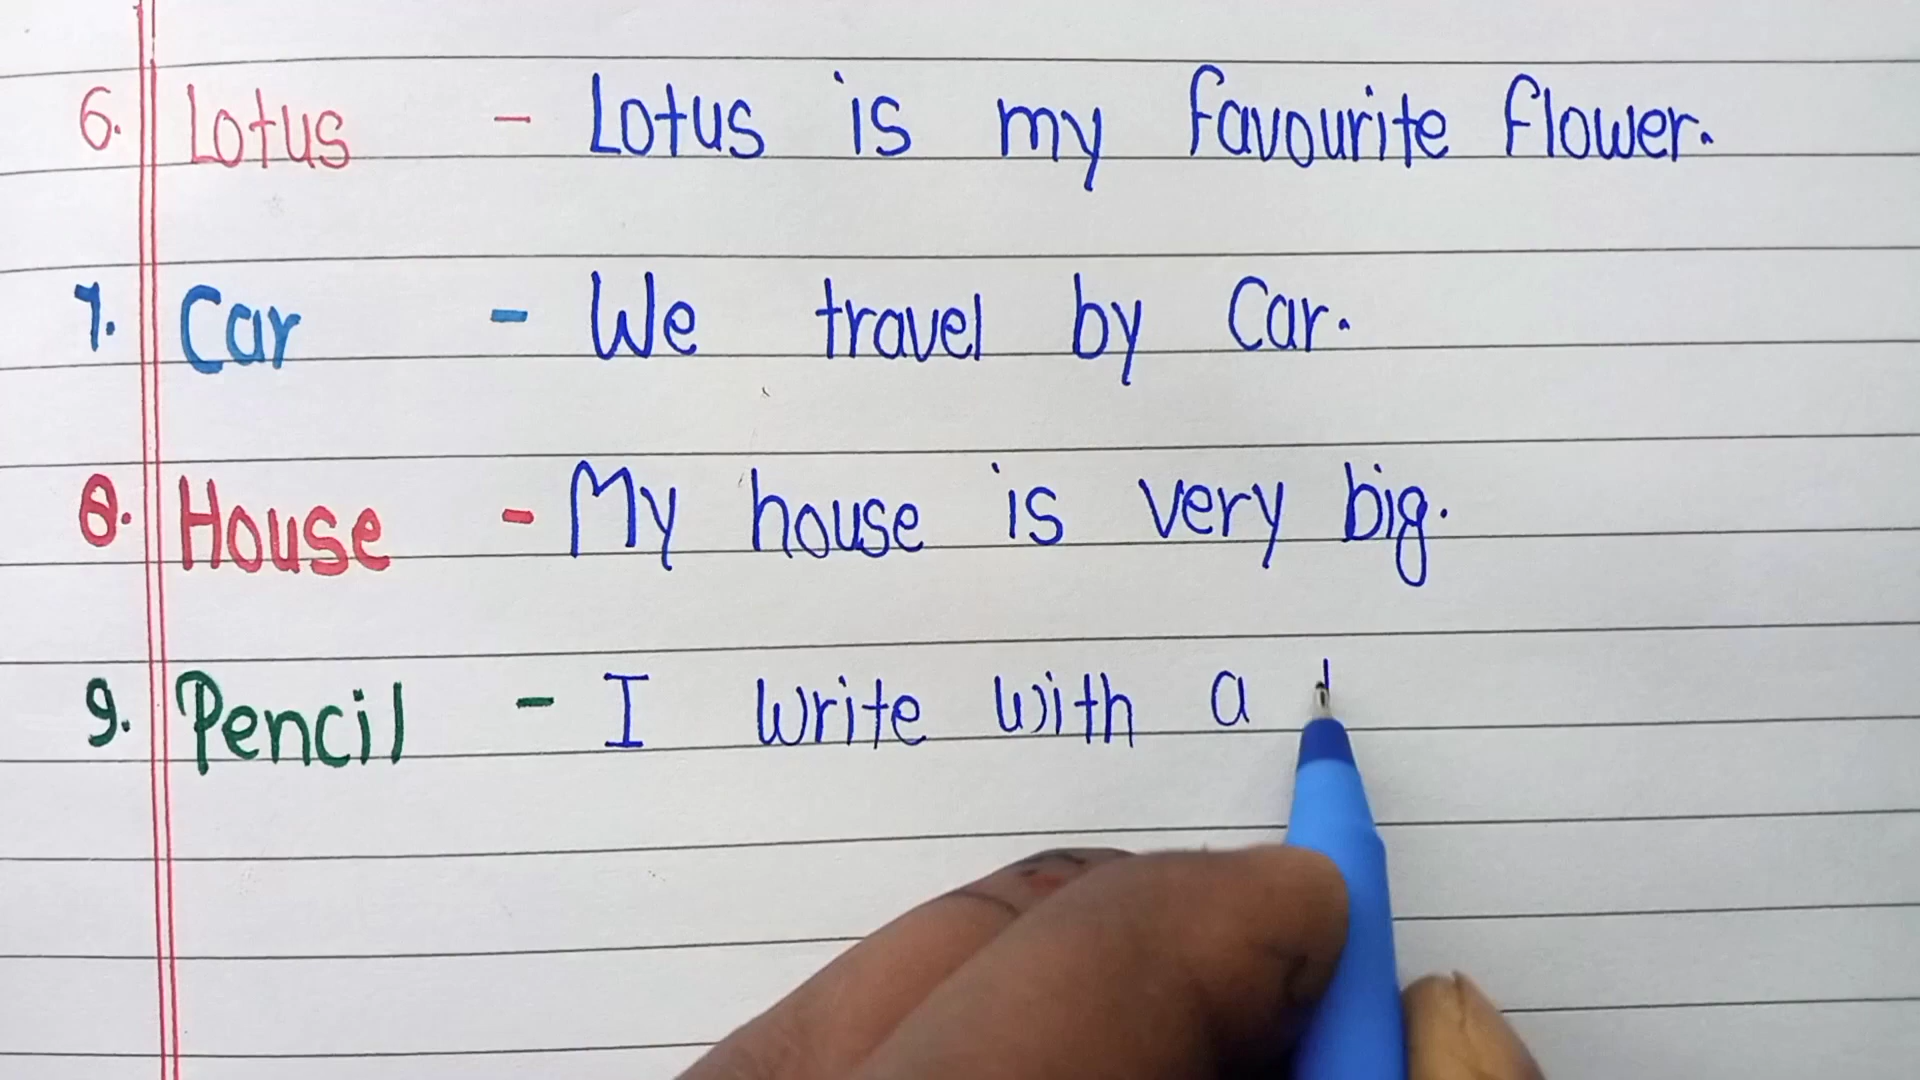 6. Lotus - Lotus is my favourite flower.
7. Car - We travel by Car.
8. House - My house is very big.
9. Pencil - I write with a